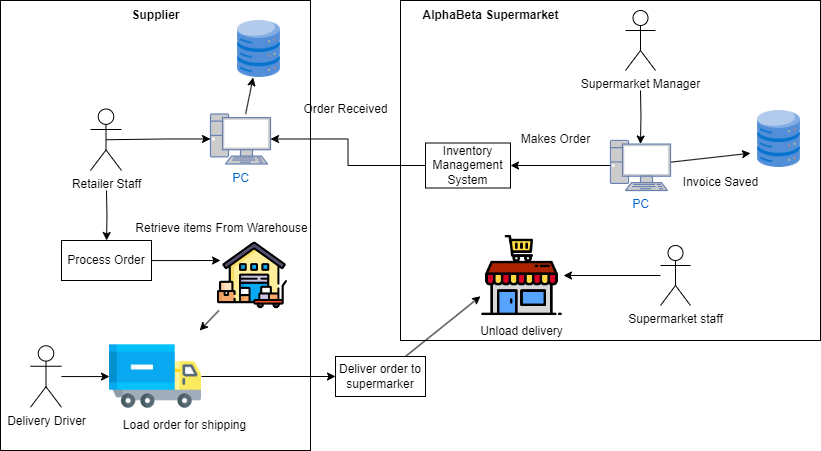 Supplier
AlphaBeta Supermarket
Supermarket Manager
Order Received
Makes Order
Inventory
Management
System
PC
Retailer Staff
Invoice Saved
PC
Retrieve items From Warehouse
Process Order
Unload delivery
Supermarket staff
Deliver order to
supermarker
Delivery Driver
Load order for shipping